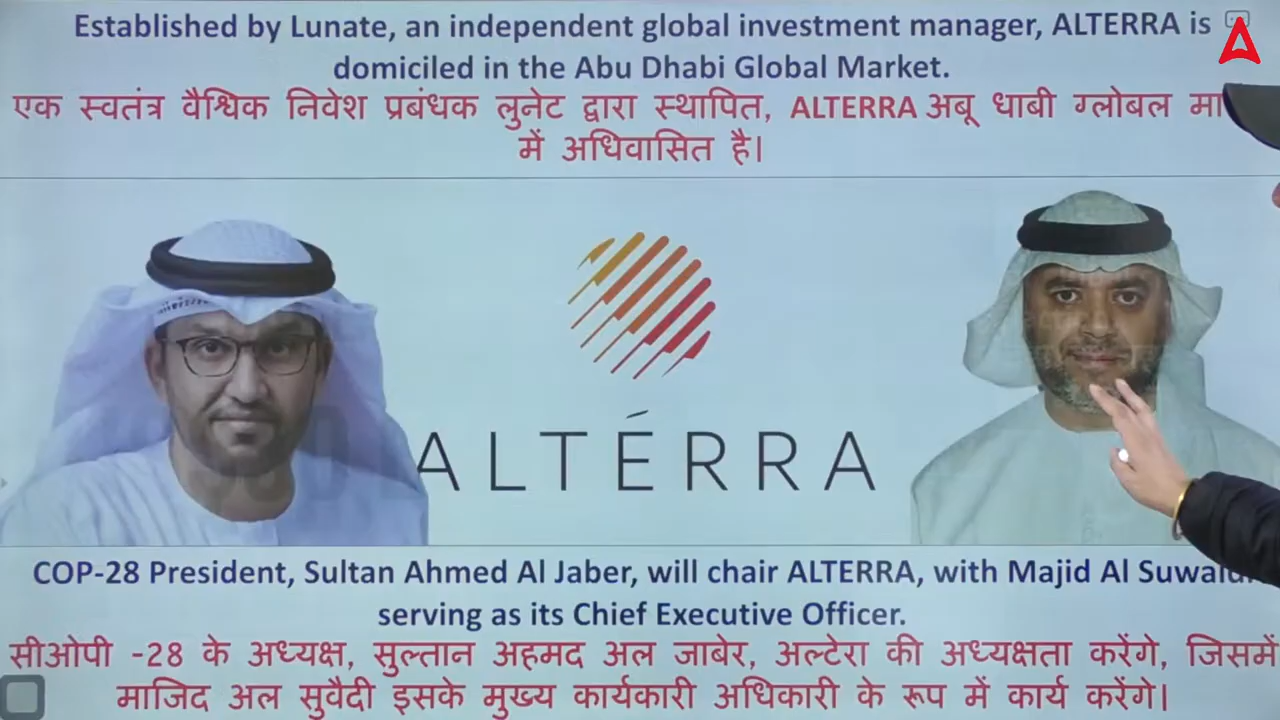 Established by Lunate, an independent global investment manager, ALTERRA is
domiciled in the Abu Dhabi Global Market.
एक स्वतंत्र वैश्विक निवेश प्रबंधक लुनेट द्वारा स्थापित, ALTERRA अबू धाबी ग्लोबल
में अधिवासित है।
ALTÉRRA
COP-28 President, Sultan Ahmed Al Jaber, will chair ALTERRA, with Majid Al
serving as its Chief Executive Officer.
सीओपी -28 के अध्यक्ष, सुल्तान अहमद अल जाबेर, अल्टेरा की अध्यक्षता करेंगे, जिसमें
माजिद अल सुवैदी इसके मुख्य कार्यकारी अधिकारी के रूप में कार्य करेंगे।